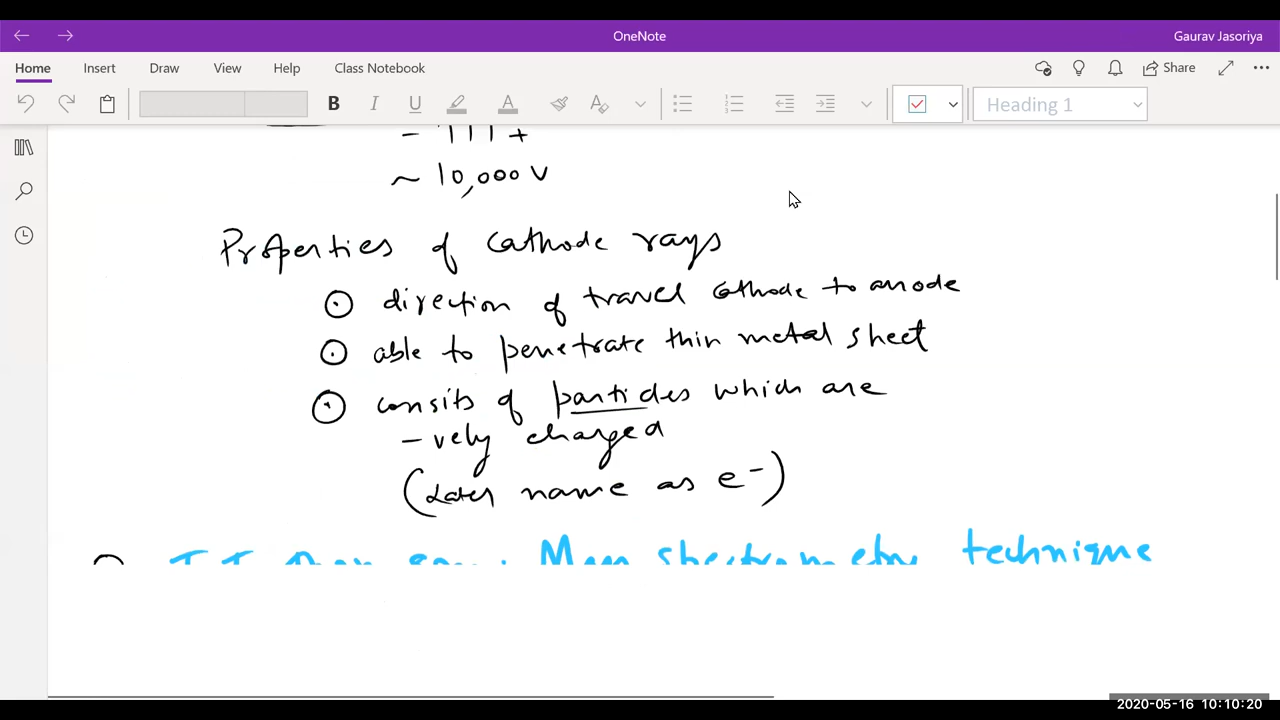 OneNote
Gaurav Jasoriya
Home Insert Draw View Help Class Notebook Share
B I U A Heading 1
~ 10,000 V
Properties of cathode rays
direction of travel cathode to anode
able to penetrate thin metal sheet
consits of particles which are
-vely charged
(Later name as e-)
Mass spectrometry technique
2020-05-16 10:10:20